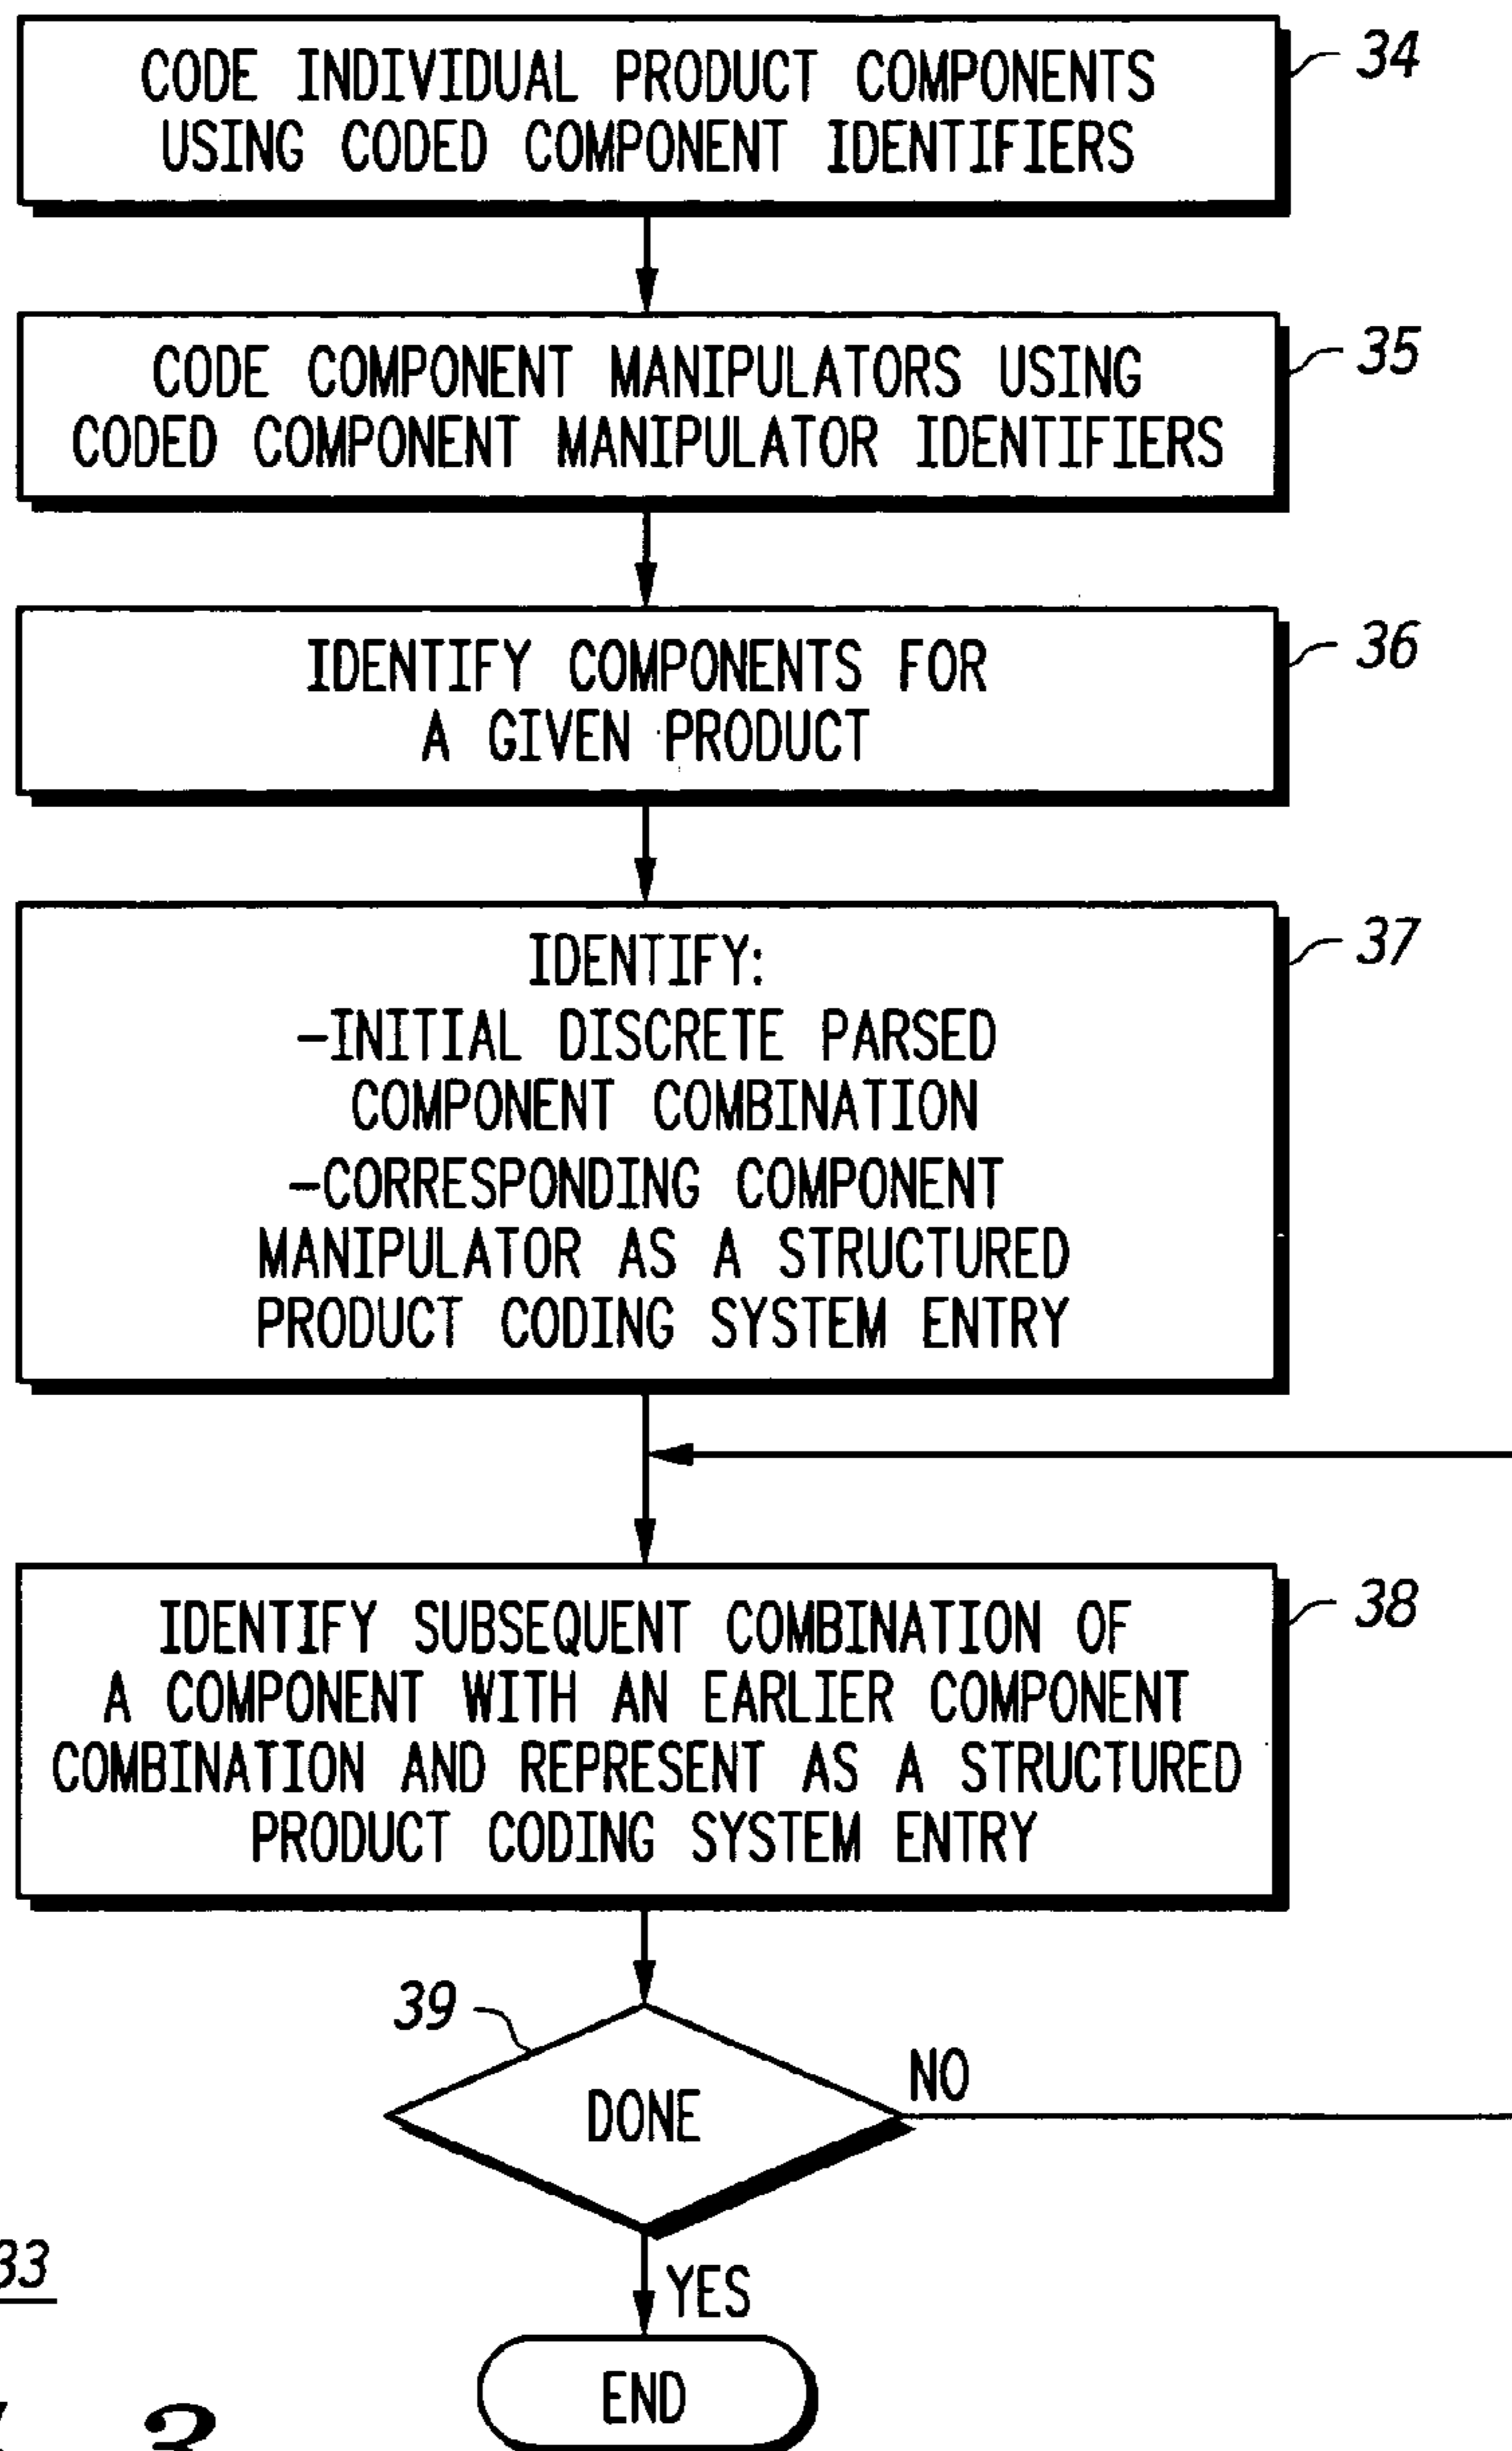 CODE INDIVIDUAL PRODUCT COMPONENTS
USING CODED COMPONENT IDENTIFIERS
34
CODE COMPONENT MANIPULATORS USING
CODED COMPONENT MANIPULATOR IDENTIFIERS
35
IDENTIFY COMPONENTS FOR
A GIVEN PRODUCT
36
IDENTIFY:
-INITIAL DISCRETE PARSED
COMPONENT COMBINATION
-CORRESPONDING COMPONENT
MANIPULATOR AS A STRUCTURED
PRODUCT CODING SYSTEM ENTRY
37
IDENTIFY SUBSEQUENT COMBINATION OF
A COMPONENT WITH AN EARLIER COMPONENT
COMBINATION AND REPRESENT AS A STRUCTURED
PRODUCT CODING SYSTEM ENTRY
38
39
DONE
NO
YES
33
END
3